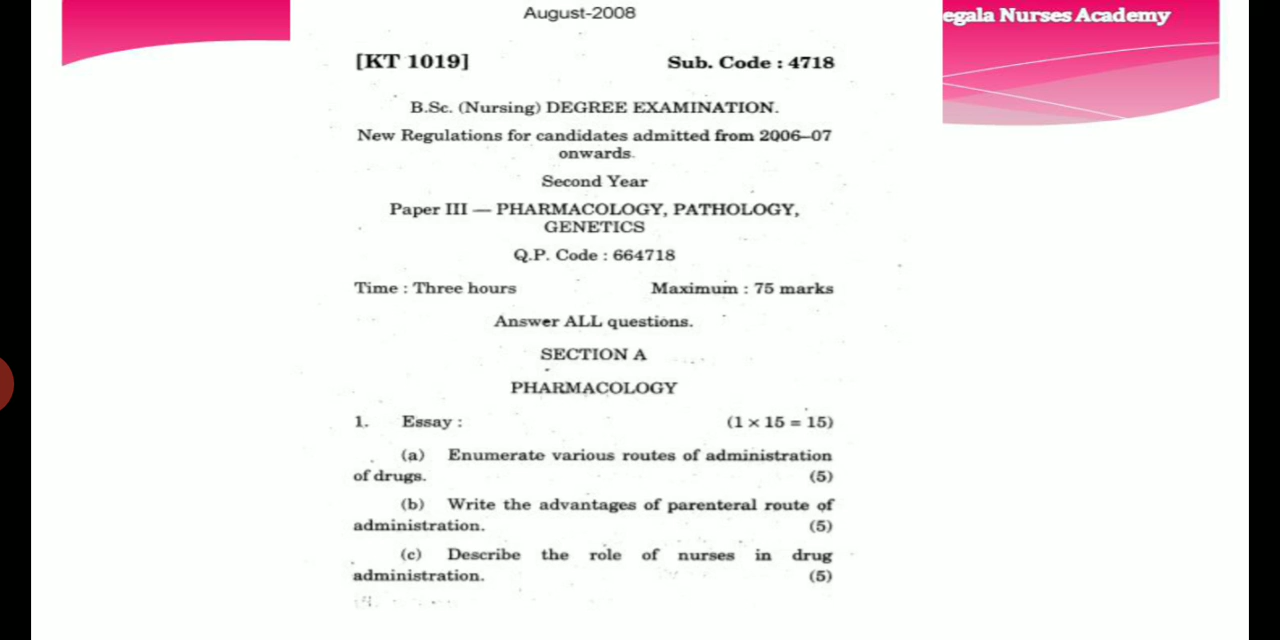 August-2008
egala Nurses Academy
[KT 1019] Sub. Code : 4718
B.Sc. (Nursing) DEGREE EXAMINATION.
New Regulations for candidates admitted from 2006–07
onwards.
Second Year
Paper III — PHARMACOLOGY, PATHOLOGY,
GENETICS
Q.P. Code : 664718
Time : Three hours Maximum : 75 marks
Answer ALL questions.
SECTION A
PHARMACOLOGY
1. Essay : (1 × 15 = 15)
(a) Enumerate various routes of administration
of drugs. (5)
(b) Write the advantages of parenteral route of
administration. (5)
(c) Describe the role of nurses in drug
administration. (5)